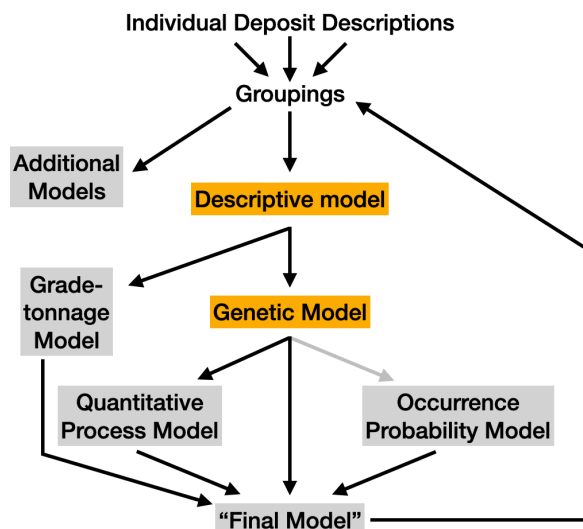 Individual Deposit Descriptions
Groupings
Additional
Models
Descriptive model
Grade-
tonnage
Model
Genetic Model
Quantitative
Process Model
Occurrence
Probability Model
“Final Model”